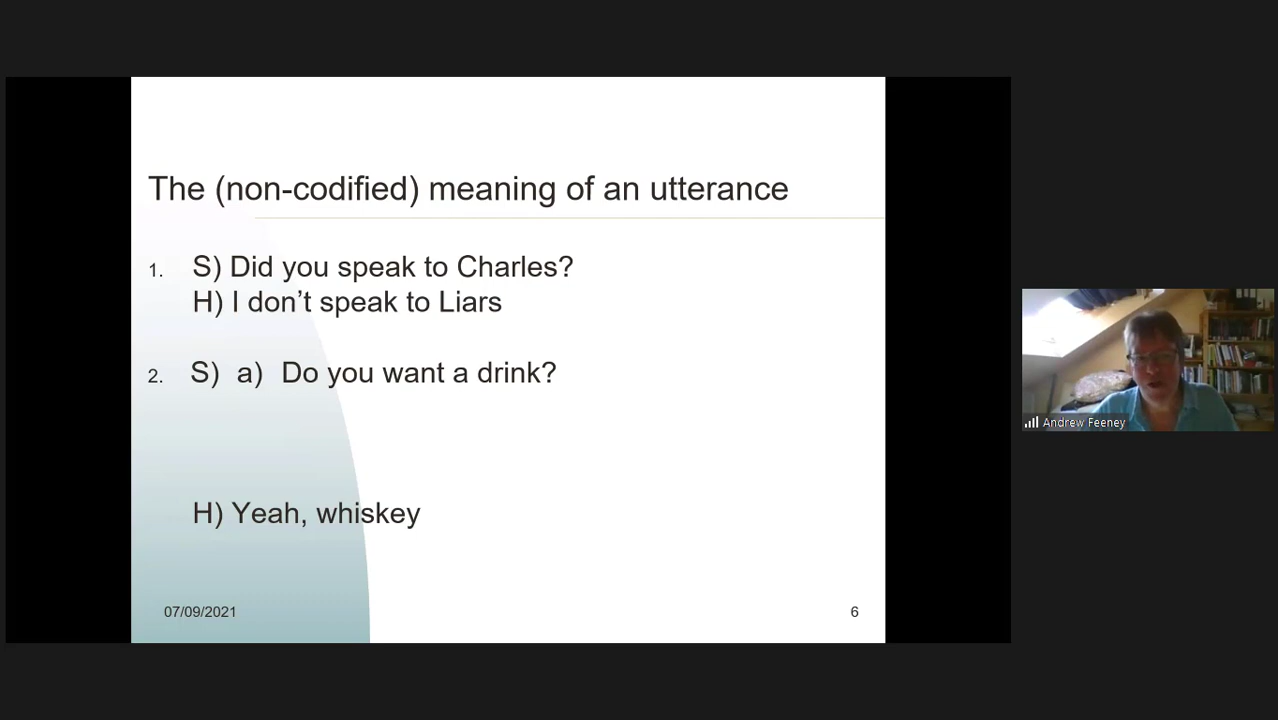 The (non-codified) meaning of an utterance
1. S) Did you speak to Charles?
H) I don’t speak to Liars
2. S) a) Do you want a drink?
H) Yeah, whiskey
07/09/2021
6
Andrew Feeney